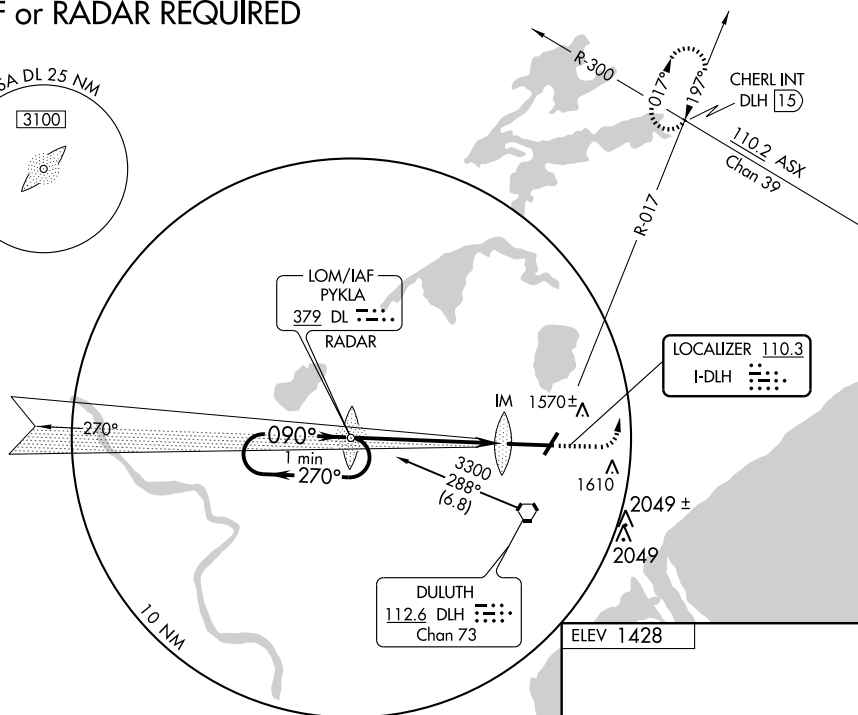 F or RADAR REQUIRED
SA DL 25 NM
3100
R-300
017°
197°
CHERL INT
DLH 15
110.2 ASX
Chan 39
R-017
LOM/IAF
PYKLA
379 DL
RADAR
LOCALIZER 110.3
I-DLH
IM
1570±
270°
090°
1 min
270°
3300
288°
(6.8)
1610
2049 ±
2049
DULUTH
112.6 DLH
Chan 73
10 NM
ELEV 1428